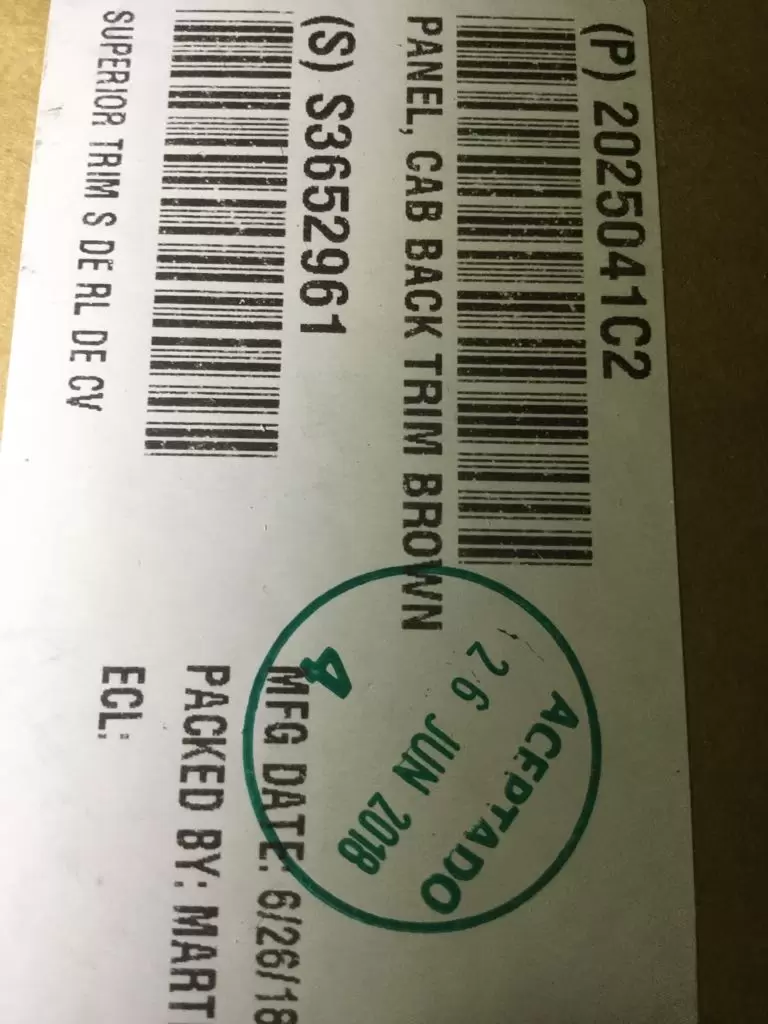 (P) 2025041C2
PANEL, CAB BACK TRIM BROWN
(S) S3652961
SUPERIOR TRIM S DE RL DE CV
ACEPTADO
26 JUN 2018
4
MFG DATE: 6/26/18
PACKED BY: MART
ECL: